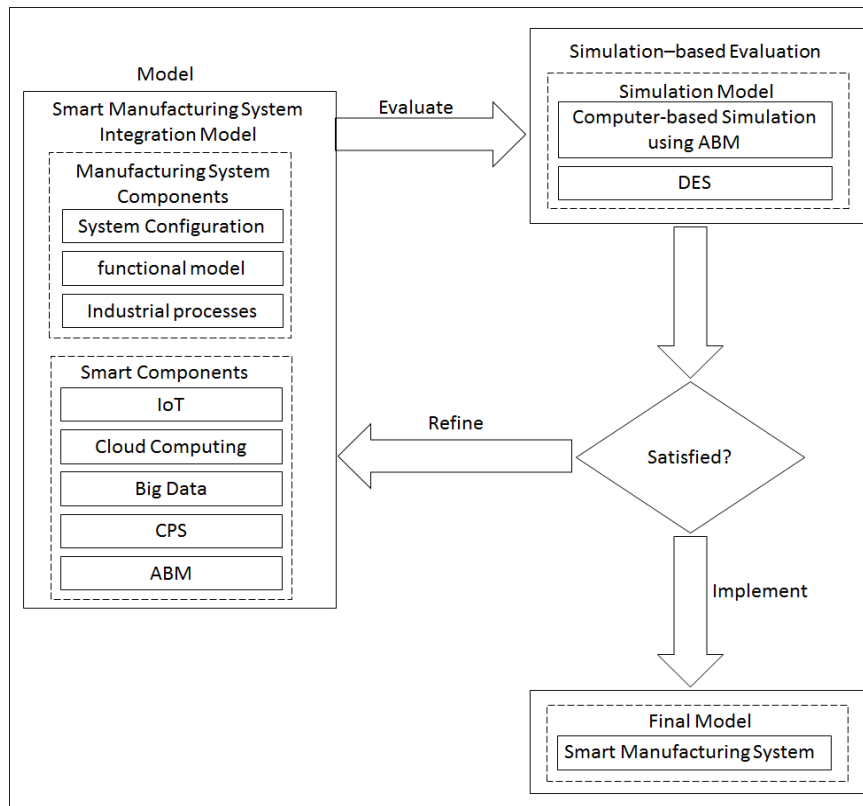 Model
Smart Manufacturing System
Integration Model
Manufacturing System
Components
System Configuration
functional model
Industrial processes
Smart Components
IoT
Cloud Computing
Big Data
CPS
ABM
Evaluate
Simulation–based Evaluation
Simulation Model
Computer-based Simulation
using ABM
DES
Satisfied?
Refine
Implement
Final Model
Smart Manufacturing System